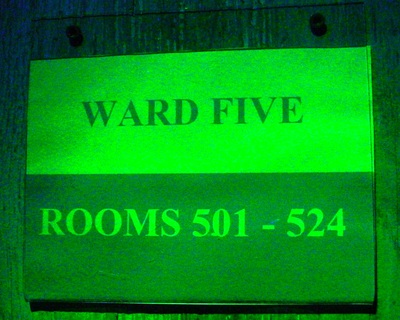 WARD FIVE
ROOMS 501 - 524